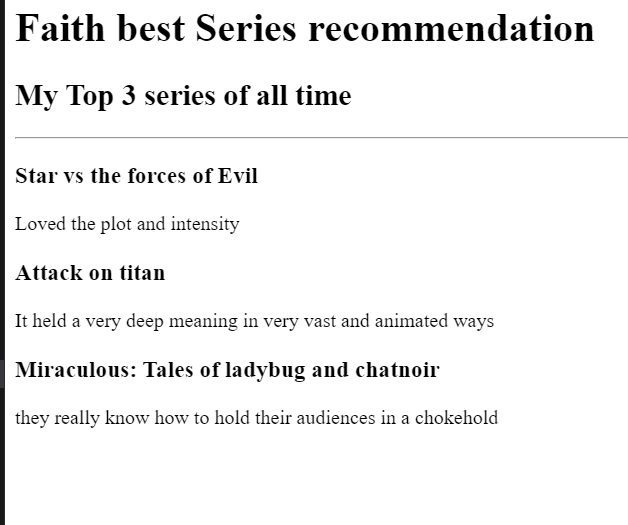 Faith best Series recommendation
My Top 3 series of all time
Star vs the forces of Evil
Loved the plot and intensity
Attack on titan
It held a very deep meaning in very vast and animated ways
Miraculous: Tales of ladybug and chatnoir
they really know how to hold their audiences in a chokehold